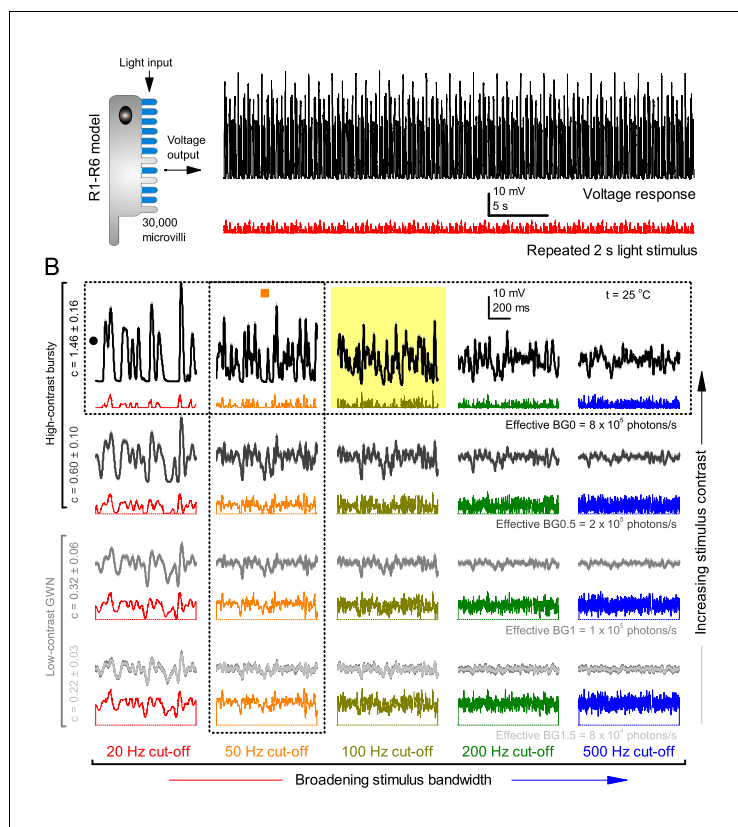 Light input
R1-R6 model
Voltage
output
30,000
microvilli
10 mV
5 s
Voltage response
Repeated 2 s light stimulus
B
High-contrast bursty
c = 1.46 ± 0.16
10 mV
200 ms
t = 25 °C
Effective BG0 = 8 x 10⁵ photons/s
c = 0.60 ± 0.10
Effective BG0.5 = 2 x 10⁵ photons/s
Low-contrast GWN
c = 0.32 ± 0.06
Effective BG1 = 1 x 10⁵ photons/s
c = 0.22 ± 0.03
Effective BG1.5 = 8 x 10⁴ photons/s
Increasing stimulus contrast
20 Hz cut-off 50 Hz cut-off 100 Hz cut-off 200 Hz cut-off 500 Hz cut-off
Broadening stimulus bandwidth